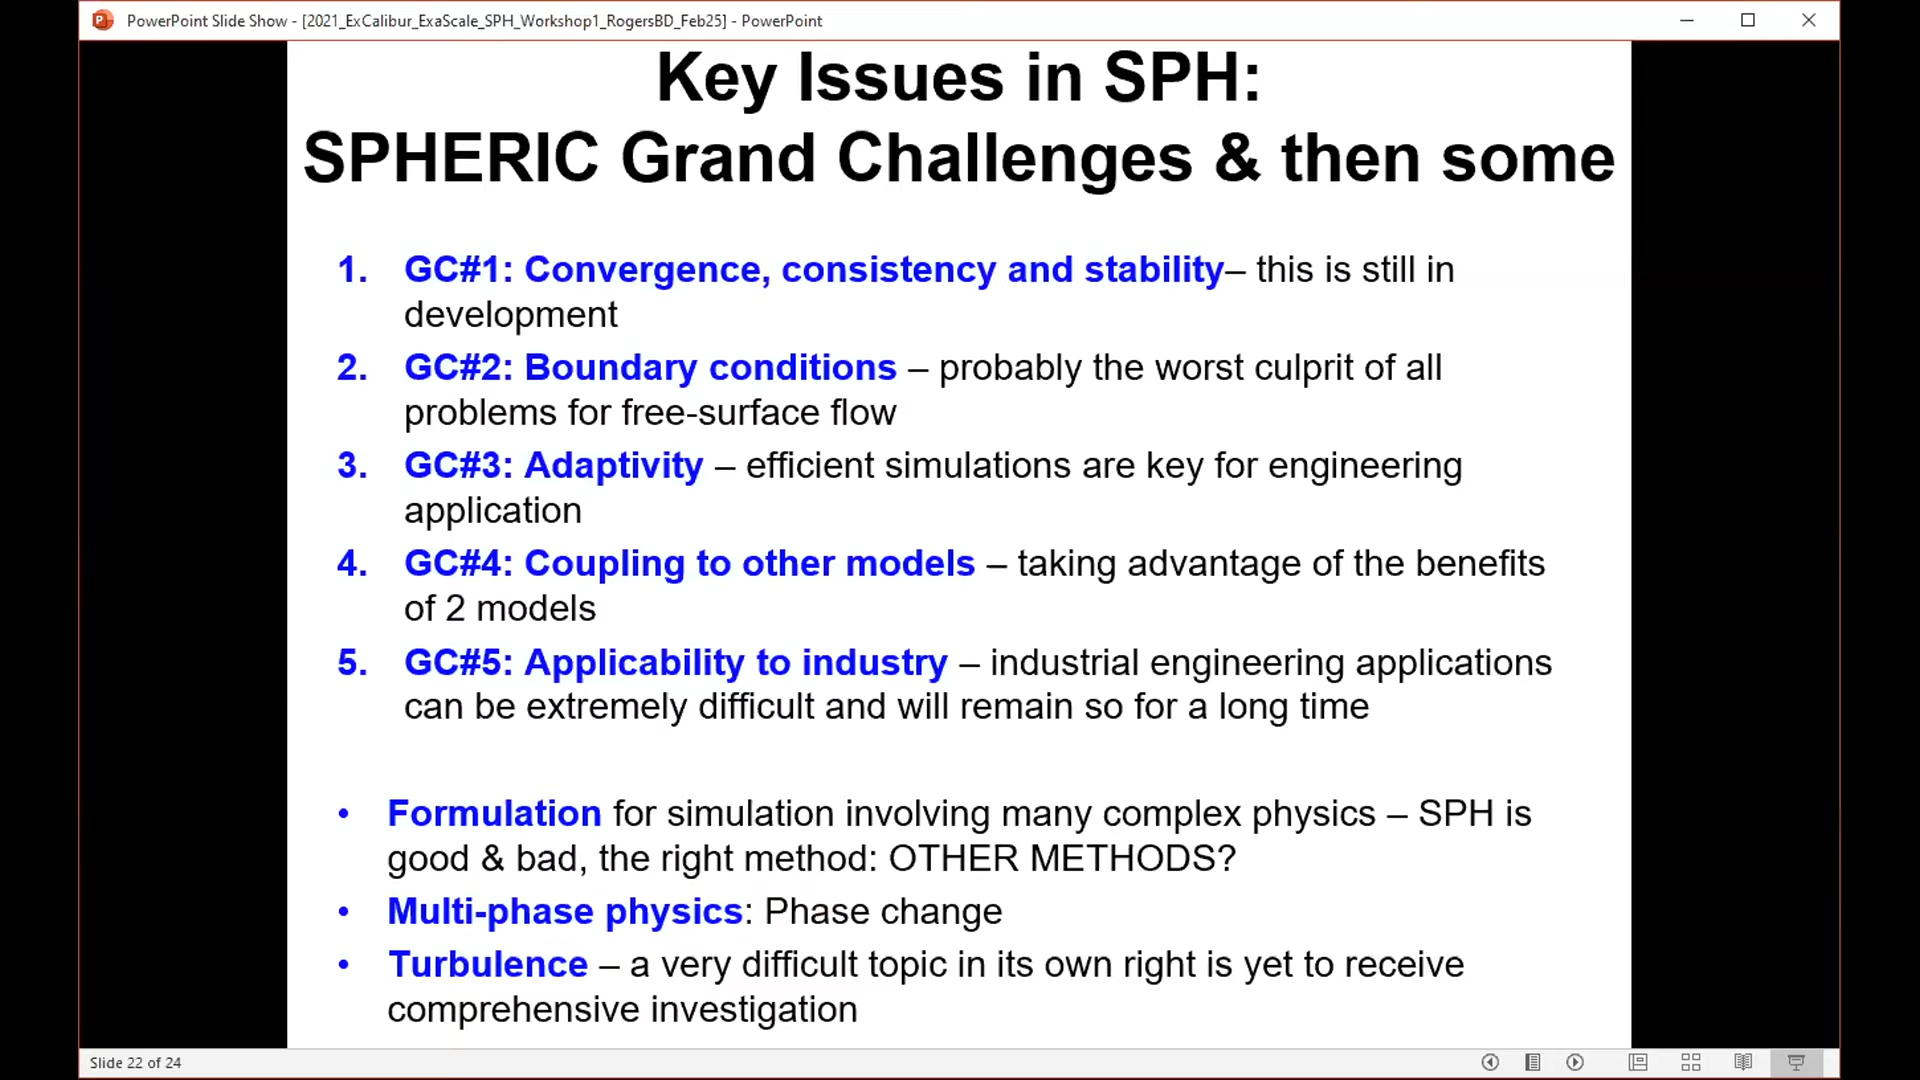 PowerPoint Slide Show - [2021_ExCalibur_ExaScale_SPH_Workshop1_RogersBD_Feb25] - PowerPoint
Key Issues in SPH:
SPHERIC Grand Challenges & then some
1. GC#1: Convergence, consistency and stability– this is still in
development
2. GC#2: Boundary conditions – probably the worst culprit of all
problems for free-surface flow
3. GC#3: Adaptivity – efficient simulations are key for engineering
application
4. GC#4: Coupling to other models – taking advantage of the benefits
of 2 models
5. GC#5: Applicability to industry – industrial engineering applications
can be extremely difficult and will remain so for a long time
• Formulation for simulation involving many complex physics – SPH is
good & bad, the right method: OTHER METHODS?
• Multi-phase physics: Phase change
• Turbulence – a very difficult topic in its own right is yet to receive
comprehensive investigation
Slide 22 of 24